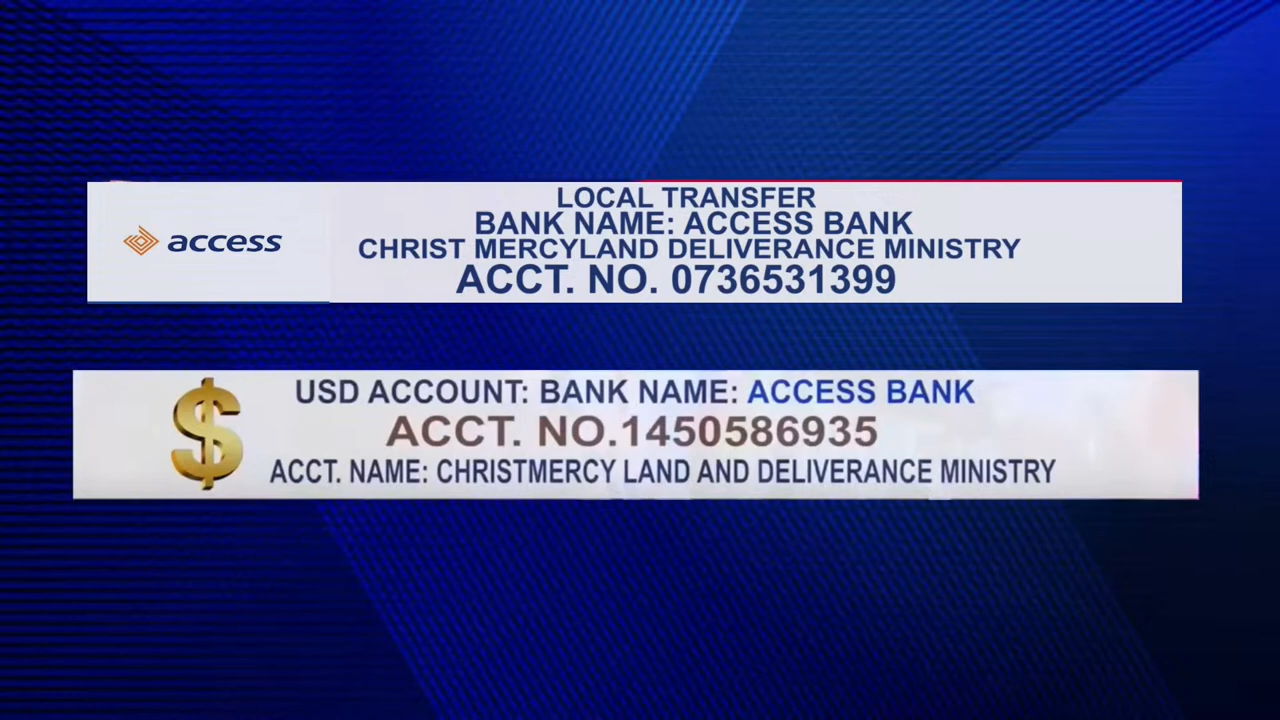 access
LOCAL TRANSFER
BANK NAME: ACCESS BANK
CHRIST MERCYLAND DELIVERANCE MINISTRY
ACCT. NO. 0736531399
$
USD ACCOUNT: BANK NAME: ACCESS BANK
ACCT. NO.1450586935
ACCT. NAME: CHRISTMERCY LAND AND DELIVERANCE MINISTRY